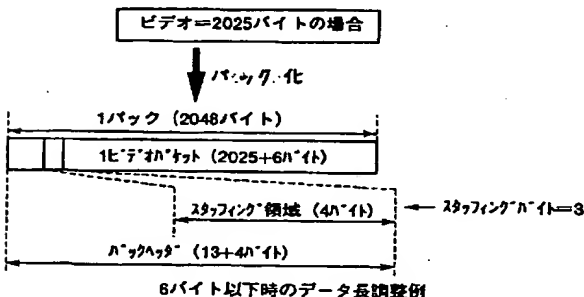 ビデオ=2025バイトの場合
パック化
1パック (2048バイト)
1ビデオパケット (2025+6バイト)
スタッフィング領域 (4バイト)
スタッフィングバイト=3
パックヘッダ (13+4バイト)
6バイト以下時のデータ長調整例